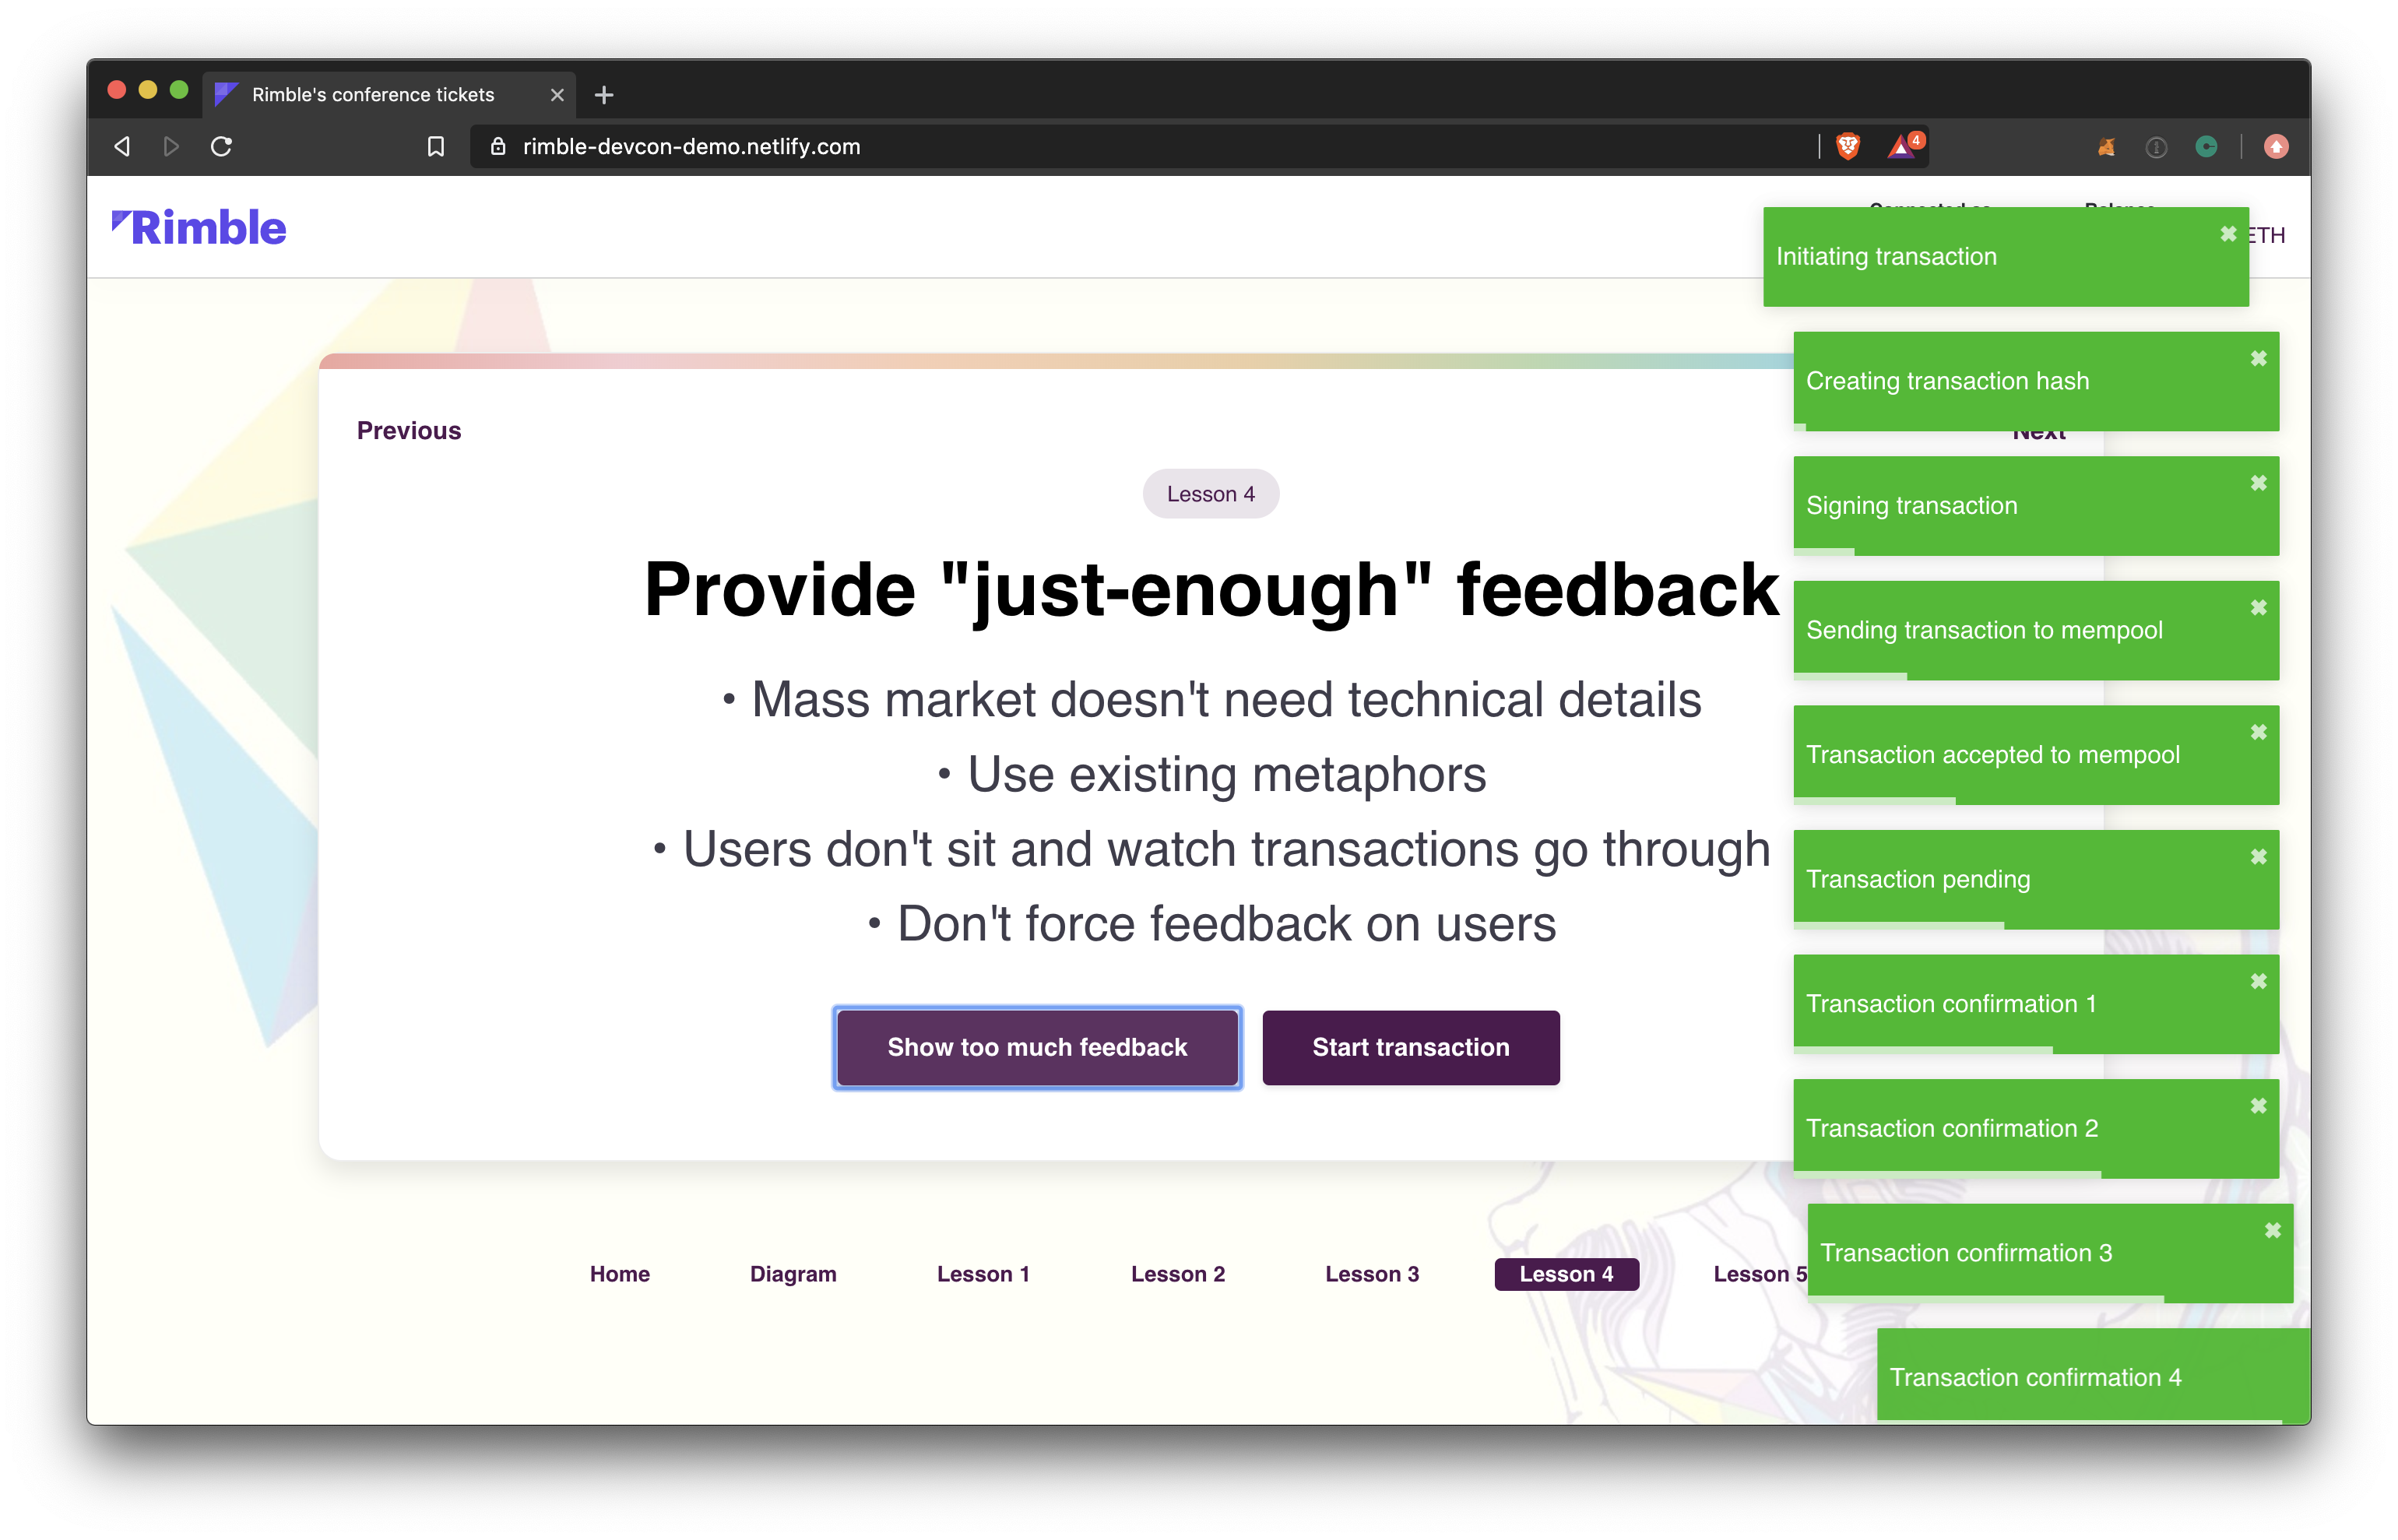 Rimble's conference tickets
rimble-devcon-demo.netlify.com
4
Rimble
ETH
Initiating transaction
Creating transaction hash
Previous
Next
Lesson 4
Signing transaction
Provide "just-enough" feedback
Sending transaction to mempool
• Mass market doesn't need technical details
Transaction accepted to mempool
• Use existing metaphors
• Users don't sit and watch transactions go through
Transaction pending
• Don't force feedback on users
Transaction confirmation 1
Show too much feedback
Start transaction
Transaction confirmation 2
Transaction confirmation 3
Home
Diagram
Lesson 1
Lesson 2
Lesson 3
Lesson 4
Lesson 5
Transaction confirmation 4